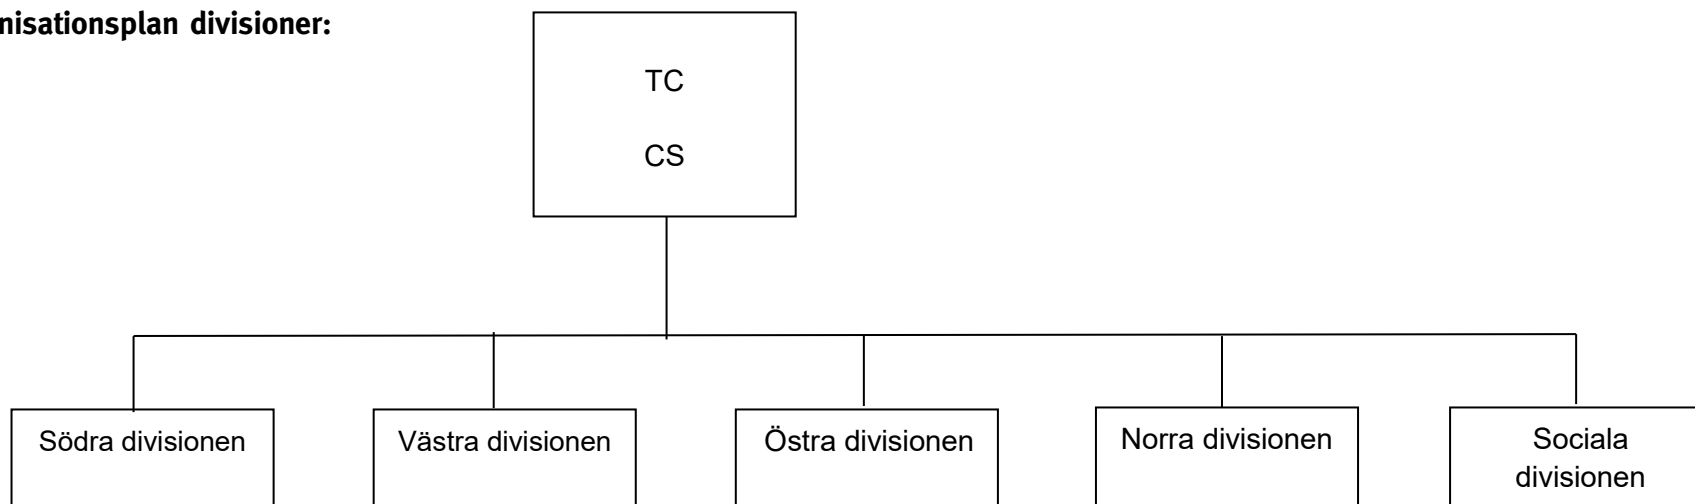 nisationsplan divisioner:
TC
CS
Södra divisionen
Västra divisionen
Östra divisionen
Norra divisionen
Sociala
divisionen